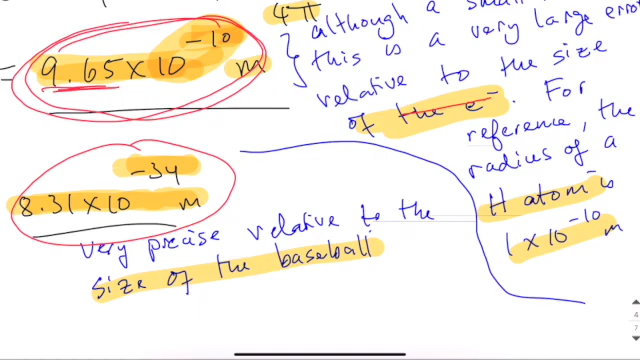 = 9.65 x 10^-10 m
4π
although a small
this is a very large error
relative to the size
of the e⁻. For
reference, the
radius of a
H atom is
1 x 10^-10 m
8.31 x 10^-34 m
very precise relative to the
size of the baseball
4
7